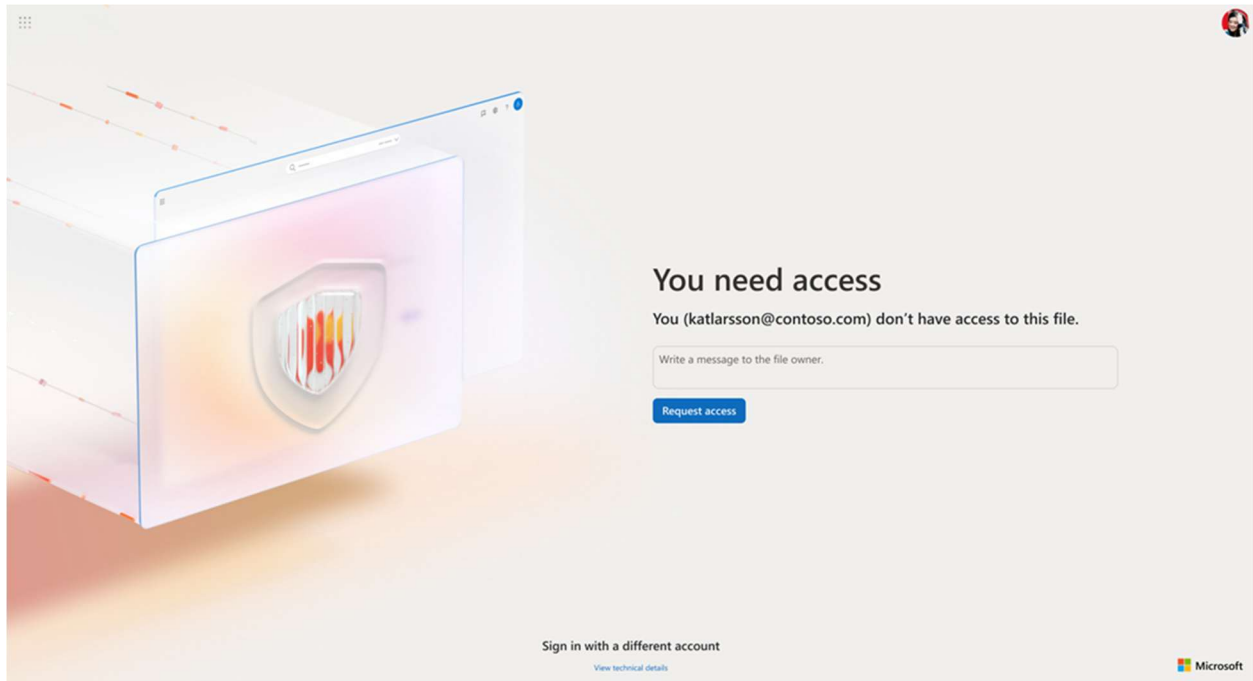 You need access
You (katlarsson@contoso.com) don't have access to this file.
Write a message to the file owner.
Request access
Sign in with a different account
View technical details
Microsoft